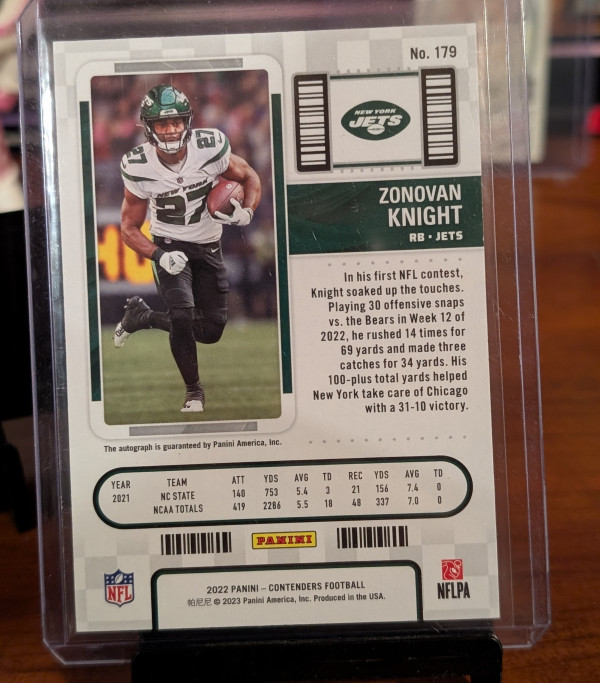 No. 179
NEW YORK
JETS
ZONOVAN
KNIGHT
RB • JETS
27
27
NEW YORK
27
In his first NFL contest,
Knight soaked up the touches.
Playing 30 offensive snaps
vs. the Bears in Week 12 of
2022, he rushed 14 times for
69 yards and made three
catches for 34 yards. His
100-plus total yards helped
New York take care of Chicago
with a 31-10 victory.
The autograph is guaranteed by Panini America, Inc.
YEAR TEAM ATT YDS AVG TD REC YDS AVG TD
2021 NC STATE 140 753 5.4 3 21 156 7.4 0
NCAA TOTALS 419 2286 5.5 18 48 337 7.0 0
PANINI
NFL
2022 PANINI – CONTENDERS FOOTBALL
帕尼尼 © 2023 Panini America, Inc. Produced in the USA.
NFLPA